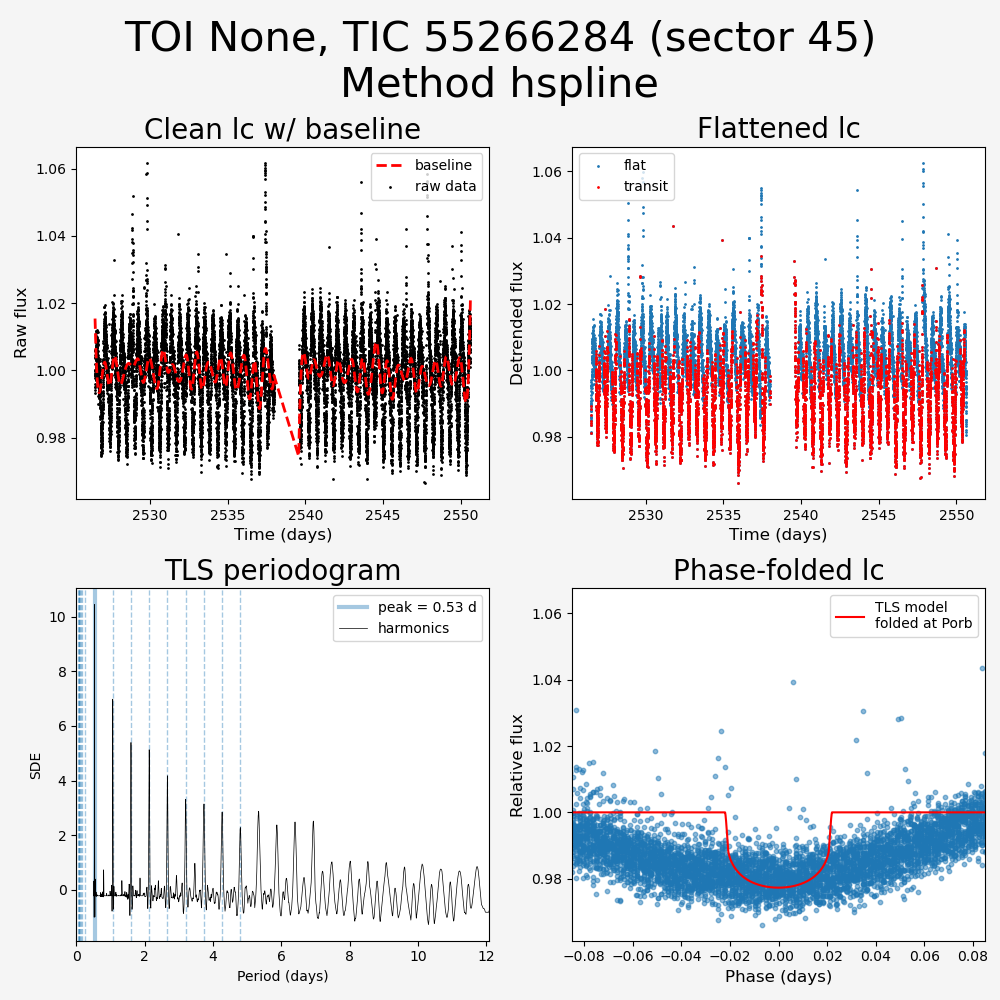 TOI None, TIC 55266284 (sector 45)
Method hspline
Clean lc w/ baseline
Raw flux
1.06
1.04
1.02
1.00
0.98
baseline
raw data
2530
2535
2540
2545
2550
Time (days)
Flattened lc
Detrended flux
1.06
1.04
1.02
1.00
0.98
flat
transit
2530
2535
2540
2545
2550
Time (days)
TLS periodogram
SDE
10
8
6
4
2
0
peak = 0.53 d
harmonics
0
2
4
6
8
10
12
Period (days)
Phase-folded lc
Relative flux
1.06
1.04
1.02
1.00
0.98
TLS model
folded at Porb
−0.08
−0.06
−0.04
−0.02
0.00
0.02
0.04
0.06
0.08
Phase (days)